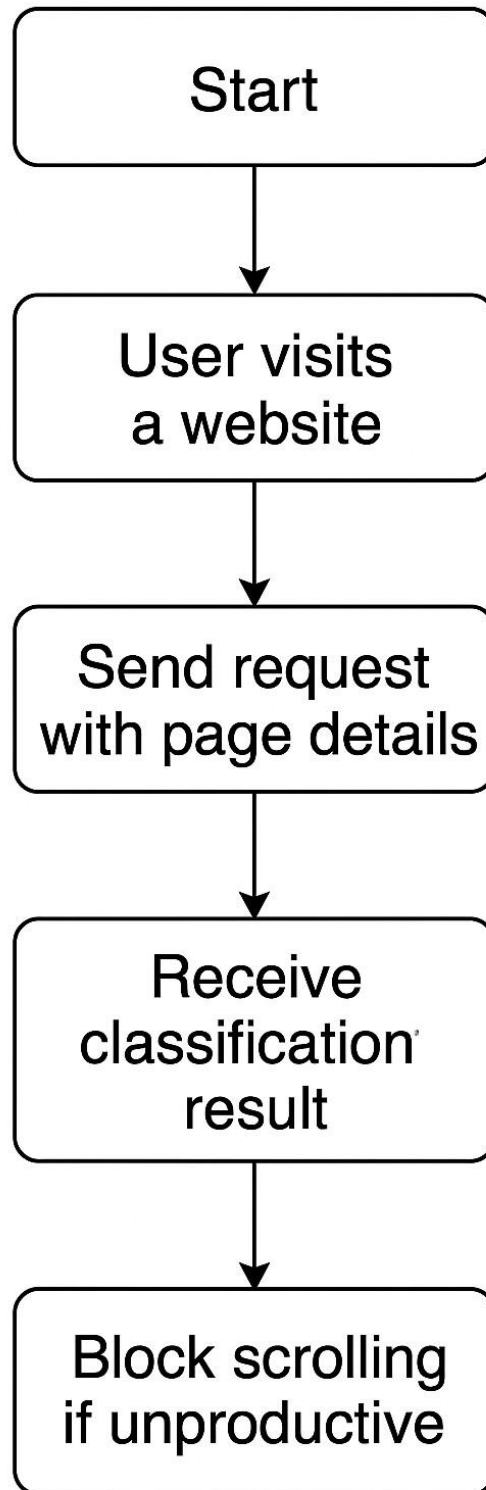 Start
User visits
a website
Send request
with page details
Receive
classification
result
Block scrolling
if unproductive